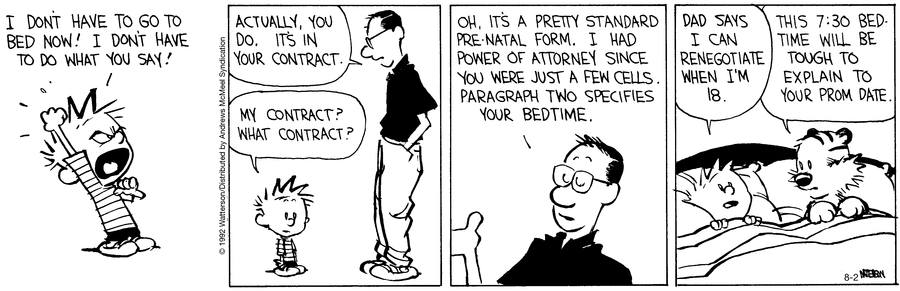 I DON'T HAVE TO GO TO
BED NOW! I DON'T HAVE
TO DO WHAT YOU SAY!
© 1992 Watterson/Distributed by Andrews McMeel Syndication
ACTUALLY, YOU
DO. IT'S IN
YOUR CONTRACT.
MY CONTRACT?
WHAT CONTRACT?
OH, IT'S A PRETTY STANDARD
PRE-NATAL FORM. I HAD
POWER OF ATTORNEY SINCE
YOU WERE JUST A FEW CELLS.
PARAGRAPH TWO SPECIFIES
YOUR BEDTIME.
DAD SAYS
I CAN
RENEGOTIATE
WHEN I'M
18.
THIS 7:30 BED-
TIME WILL BE
TOUGH TO
EXPLAIN TO
YOUR PROM DATE.
8-2 WATTERSON